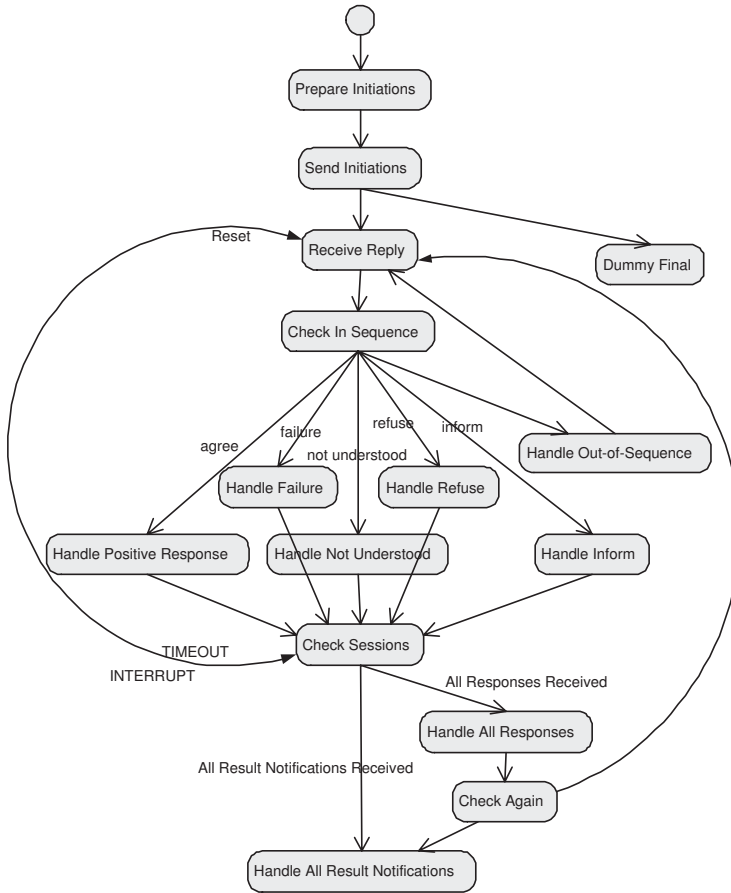 Prepare Initiations
Send Initiations
Reset
Receive Reply
Dummy Final
Check In Sequence
agree
failure
not understood
refuse
inform
Handle Out-of-Sequence
Handle Failure
Handle Refuse
Handle Positive Response
Handle Not Understood
Handle Inform
Check Sessions
TIMEOUT
INTERRUPT
All Responses Received
Handle All Responses
All Result Notifications Received
Check Again
Handle All Result Notifications